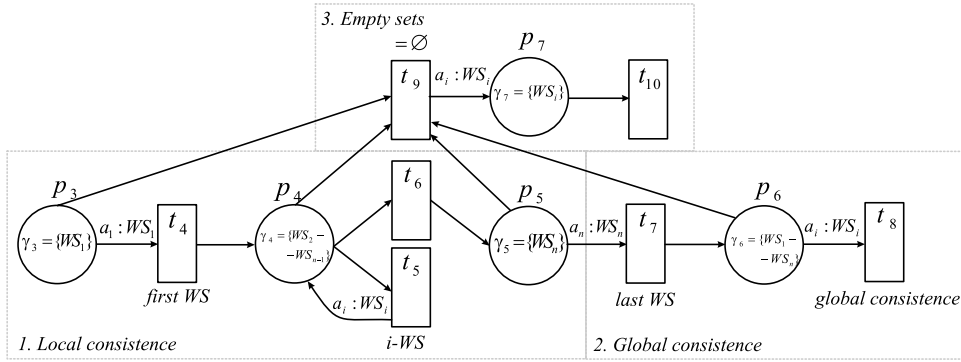 3. Empty sets
= ∅
p₇
t₉
aᵢ : WSᵢ
γ₇ = {WSᵢ}
t₁₀
p₃
γ₃ = {WS₁}
a₁ : WS₁
t₄
first WS
p₄
γ₄ = {WS₂ -
- WSₙ₋₁}
t₆
t₅
aᵢ : WSᵢ
i-WS
p₅
γ₅ = {WSₙ}
aₙ : WSₙ
t₇
last WS
p₆
γ₆ = {WS₁ -
- WSₙ}
aᵢ : WSᵢ
t₈
global consistence
1. Local consistence
2. Global consistence